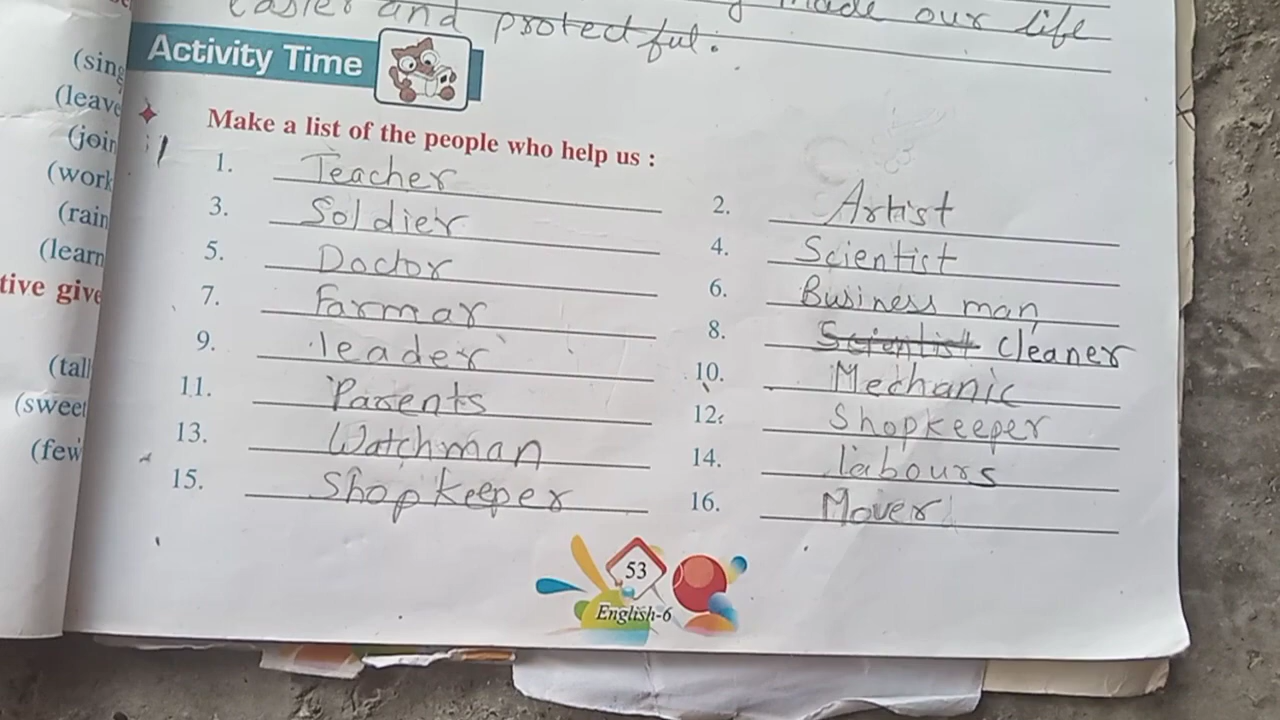 made our life
easier and protectful.
Activity Time
(sing
(leave
(join
(work
(rain
(learn
tive give
(tall
(sweet
(few
Make a list of the people who help us :
1. Teacher
2. Artist
3. Soldier
4. Scientist
5. Doctor
6. Business man
7. Farmar
8. Scientist Cleaner
9. leader
10. Mechanic
11. Parents
12. Shopkeeper
13. Watchman
14. labours
15. Shopkeeper
16. Mover
53
English-6